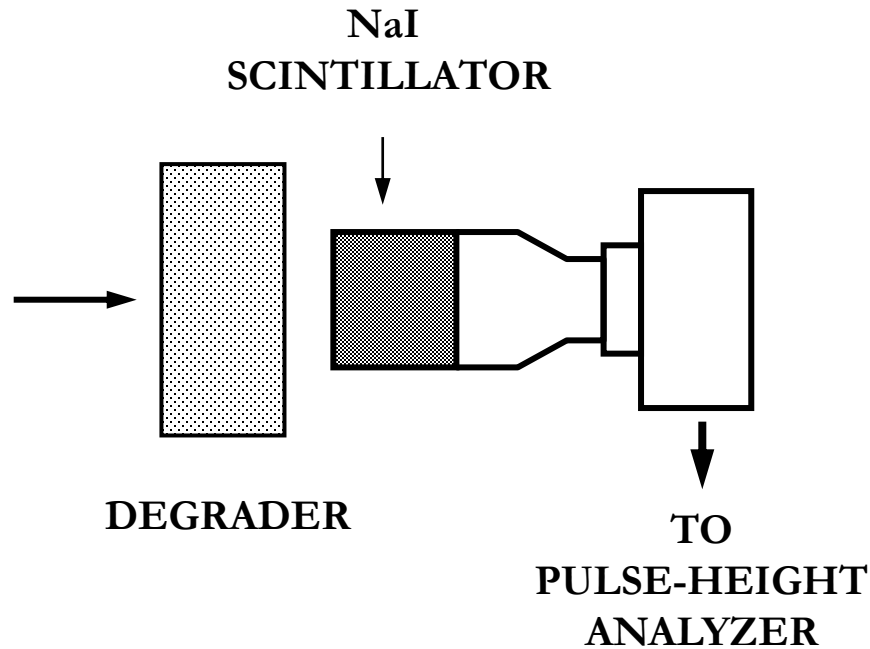 NaI
SCINTILLATOR
DEGRADER
TO
PULSE-HEIGHT
ANALYZER